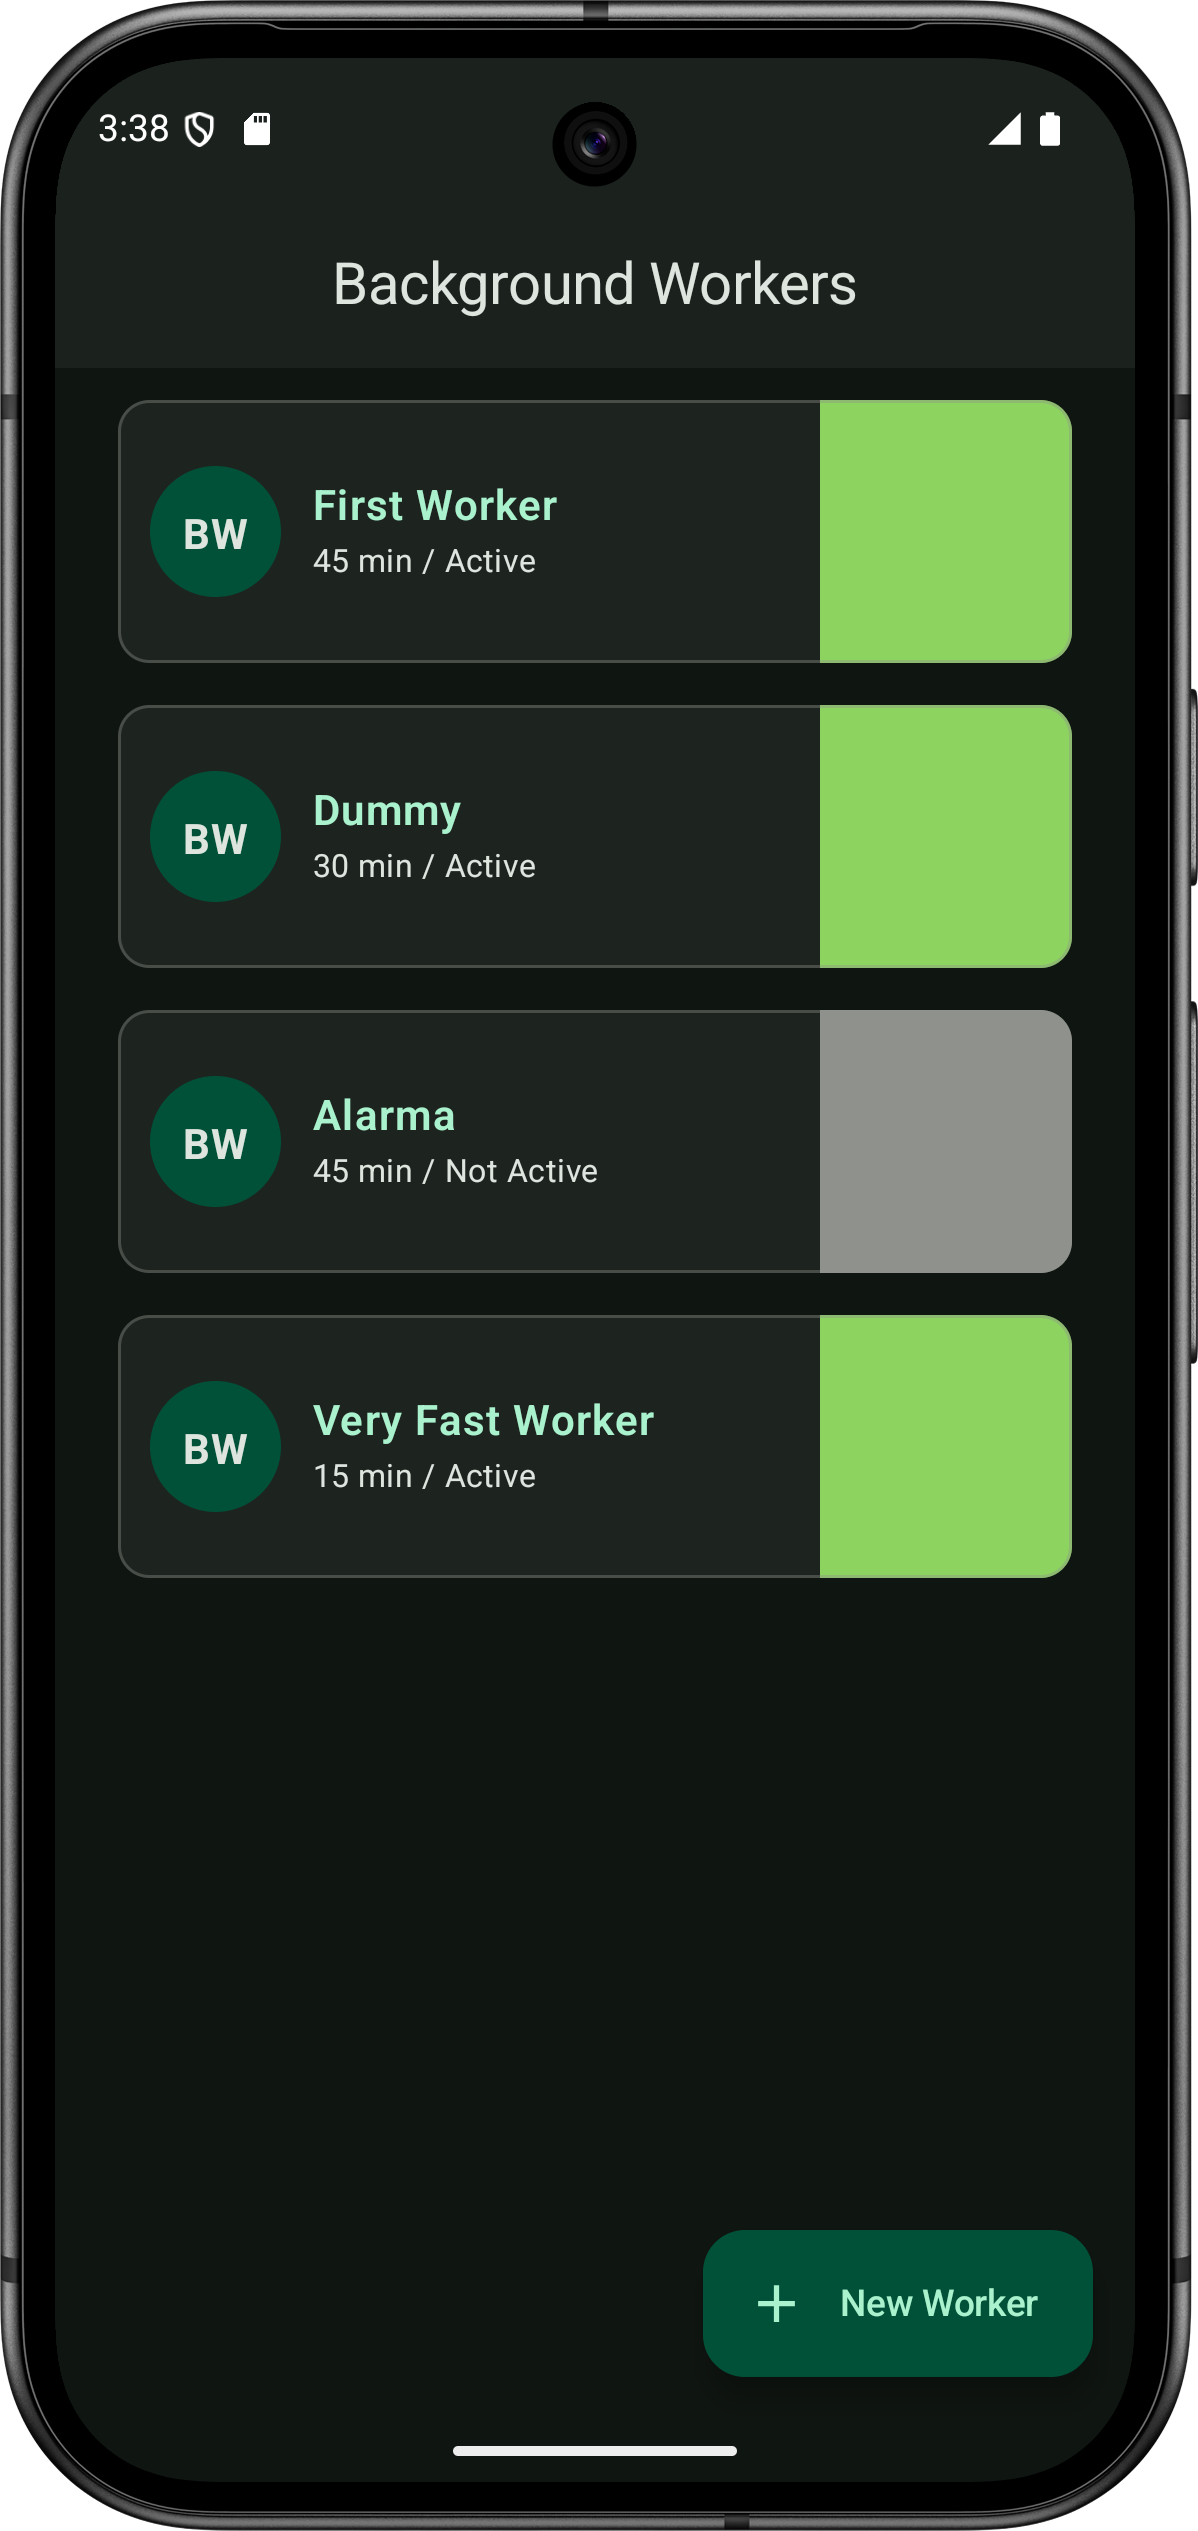 3:38
Background Workers
BW
First Worker
45 min / Active
BW
Dummy
30 min / Active
BW
Alarma
45 min / Not Active
BW
Very Fast Worker
15 min / Active
New Worker